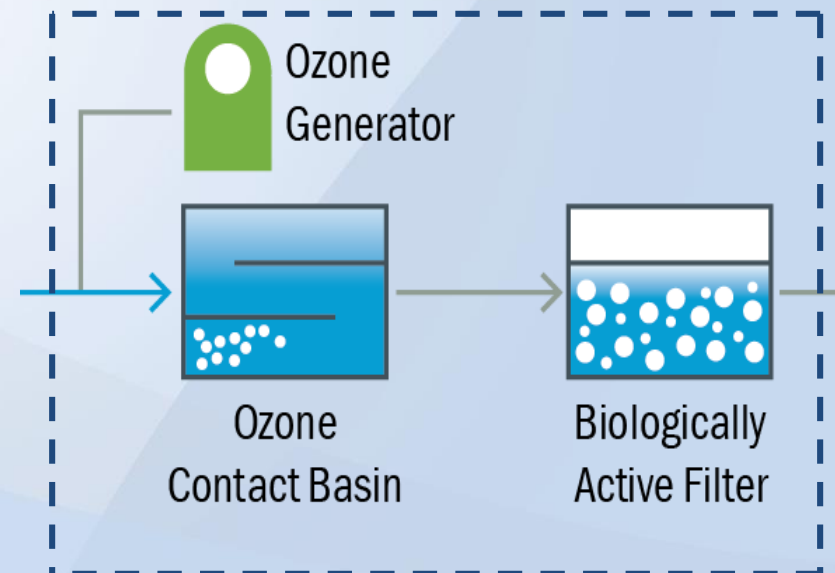 Ozone
Generator
Ozone
Contact Basin
Biologically
Active Filter